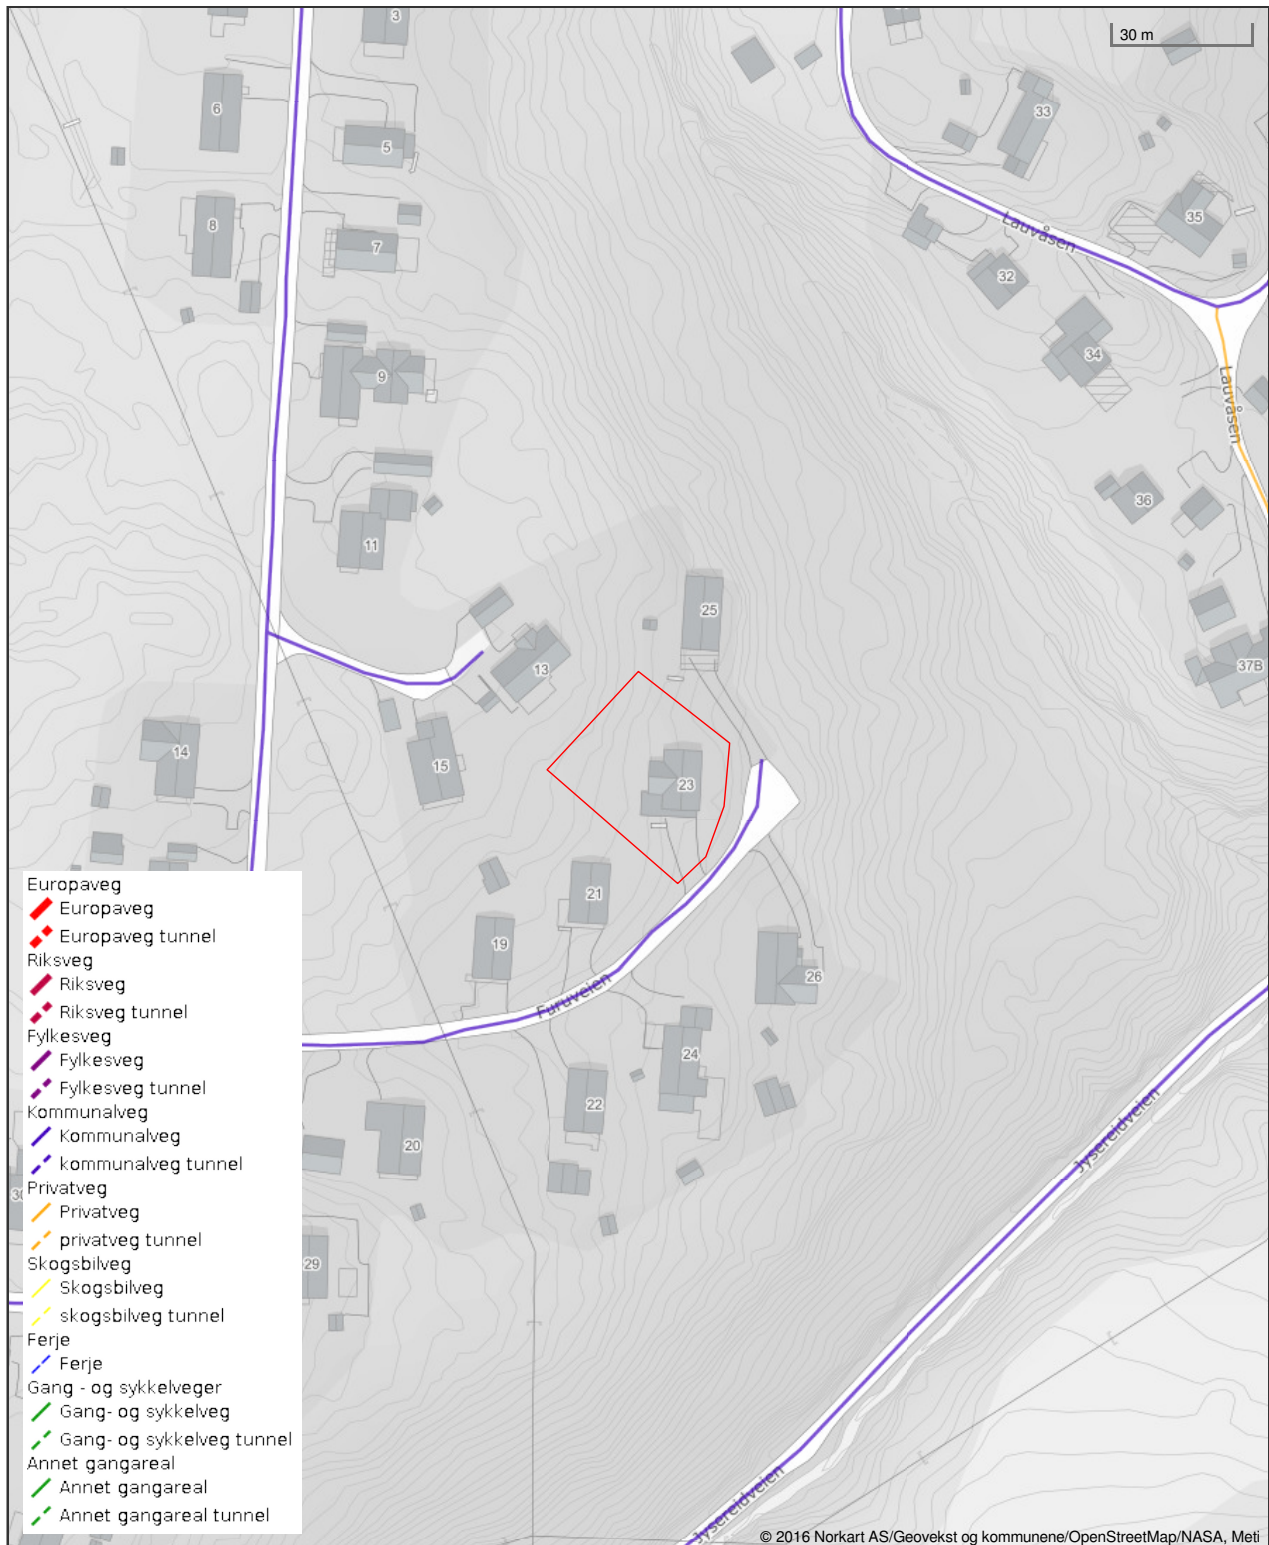 3
30 m
6
5
33
8
7
35
Lauvåsen
32
9
34
Lauvåsen
36
11
25
13
37B
14
15
23
21
19
26
Furuveien
24
22
20
Jysereidveien
29
Jysereidveien
Europaveg
Europaveg
Europaveg tunnel
Riksveg
Riksveg
Riksveg tunnel
Fylkesveg
Fylkesveg
Fylkesveg tunnel
Kommunalveg
Kommunalveg
kommunalveg tunnel
Privatveg
Privatveg
privatveg tunnel
Skogsbilveg
Skogsbilveg
skogsbilveg tunnel
Ferje
Ferje
Gang - og sykkelveger
Gang- og sykkelveg
Gang- og sykkelveg tunnel
Annet gangareal
Annet gangareal
Annet gangareal tunnel
© 2016 Norkart AS/Geovekst og kommunene/OpenStreetMap/NASA, Meti